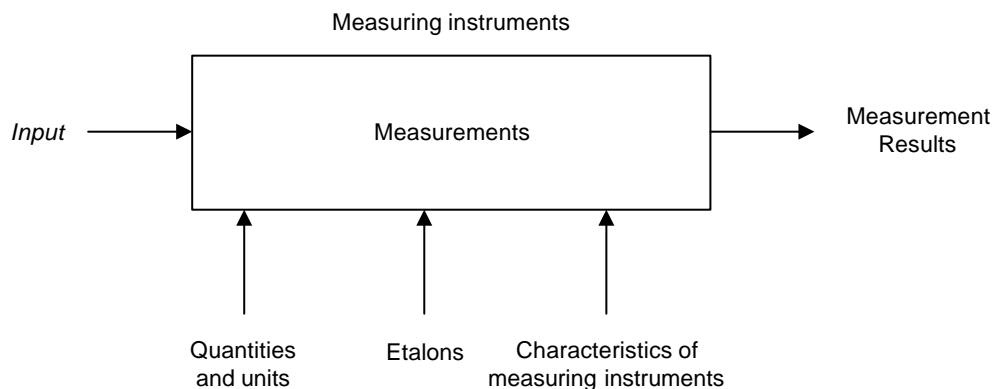 Measuring instruments
Input
Measurements
Measurement
Results
Quantities
and units
Etalons
Characteristics of
measuring instruments